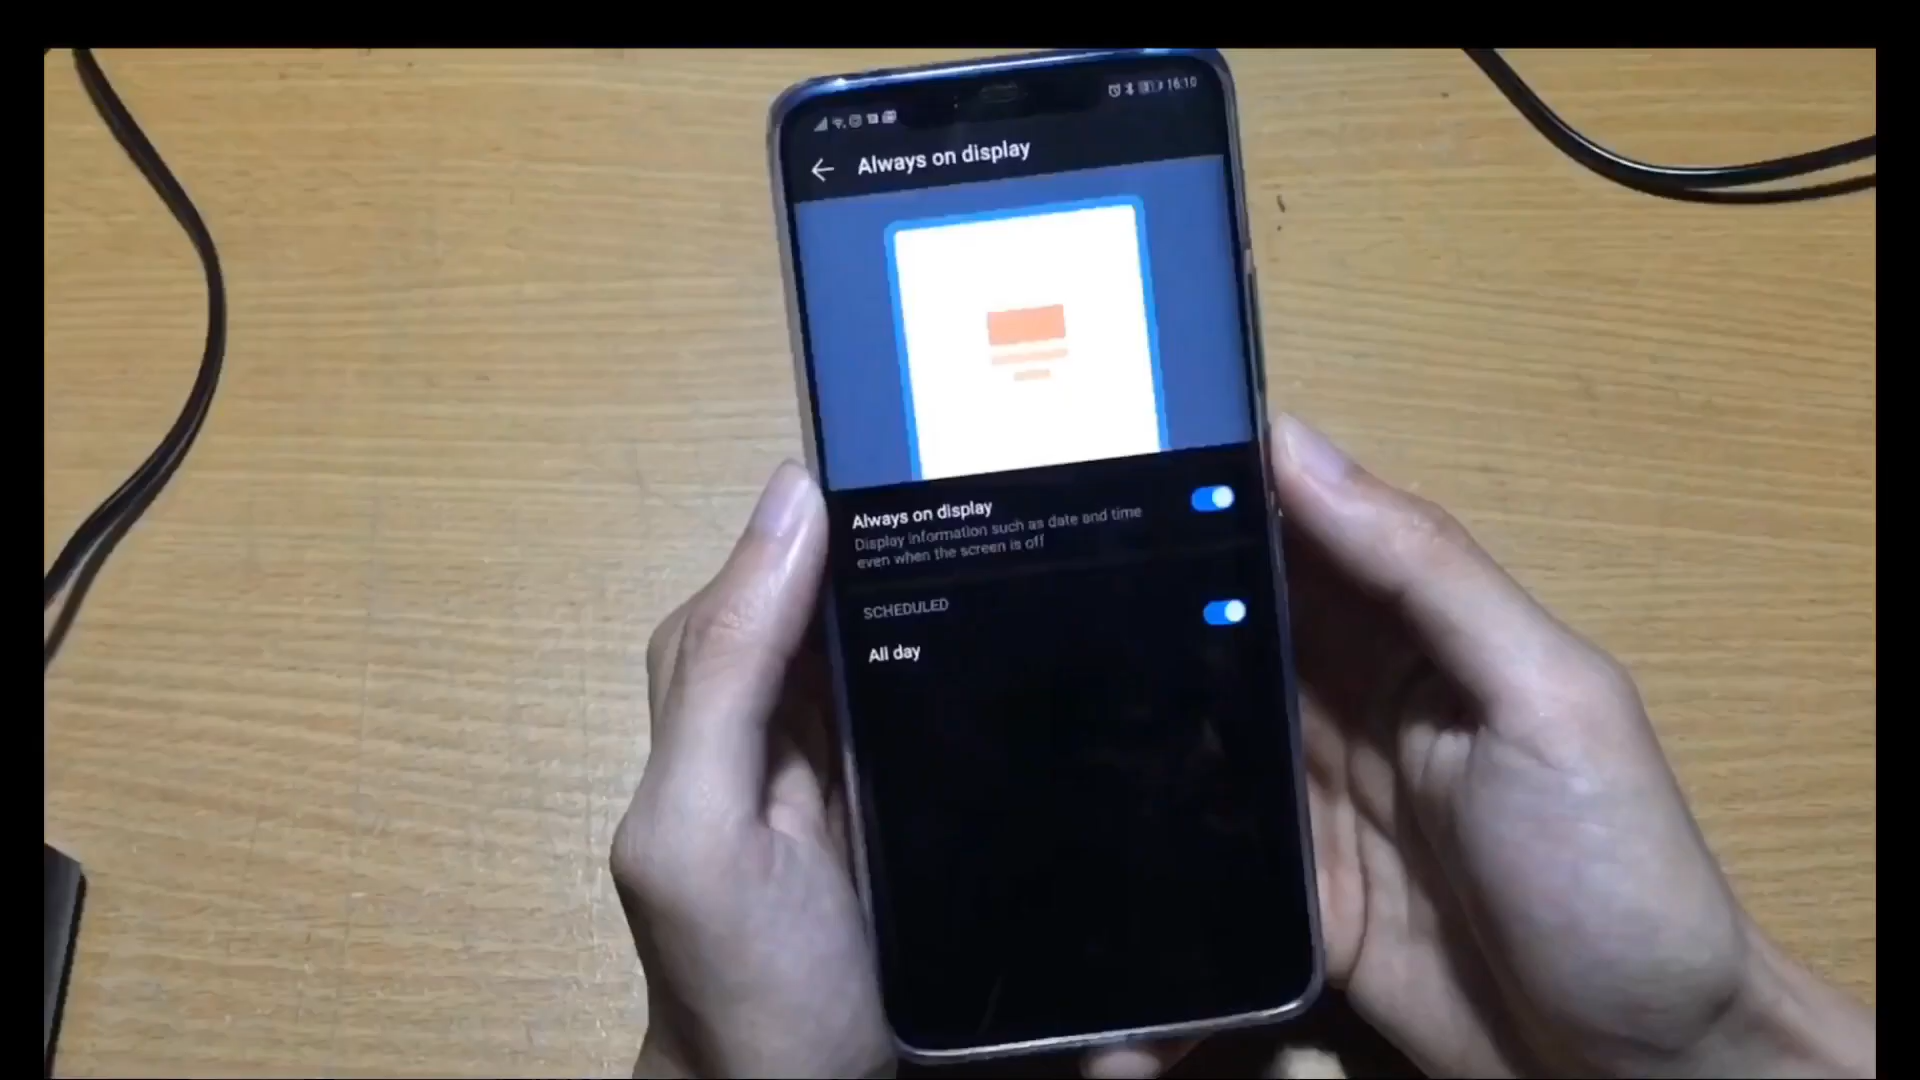 16:10
Always on display
Always on display
Display information such as date and time
even when the screen is off
SCHEDULED
All day